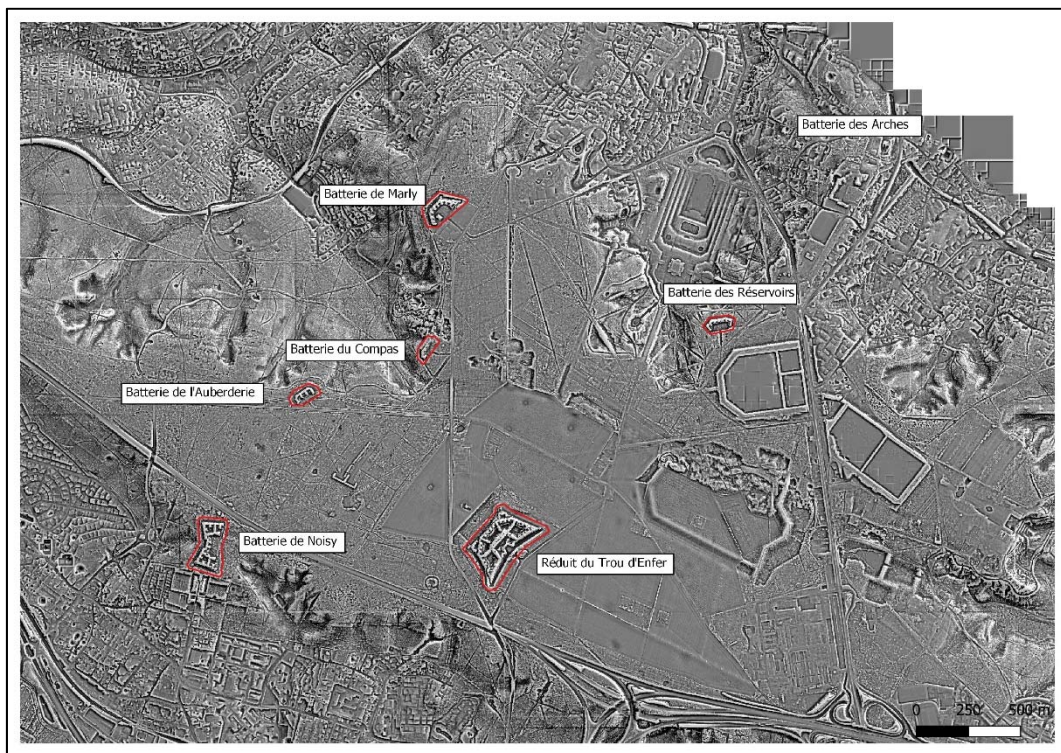 Batterie des Arches
Batterie de Marly
Batterie des Réservoirs
Batterie du Compas
Batterie de l'Auberderie
Batterie de Noisy
Réduit du Trou d'Enfer
0 250 500 m